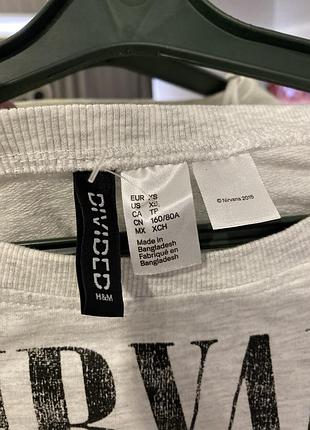 DIVIDED
H&M
EUR XS
US XS
CA TP
CN 160/80A
MX XCH
Made in
Bangladesh
Fabriqué en
Bangladesh
© Nirvana 2015